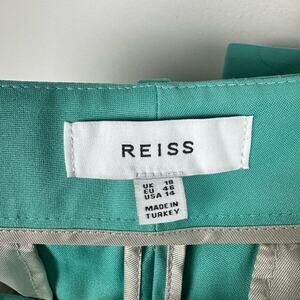 REISS
UK 18
EU 46
USA 14
MADE IN
TURKEY